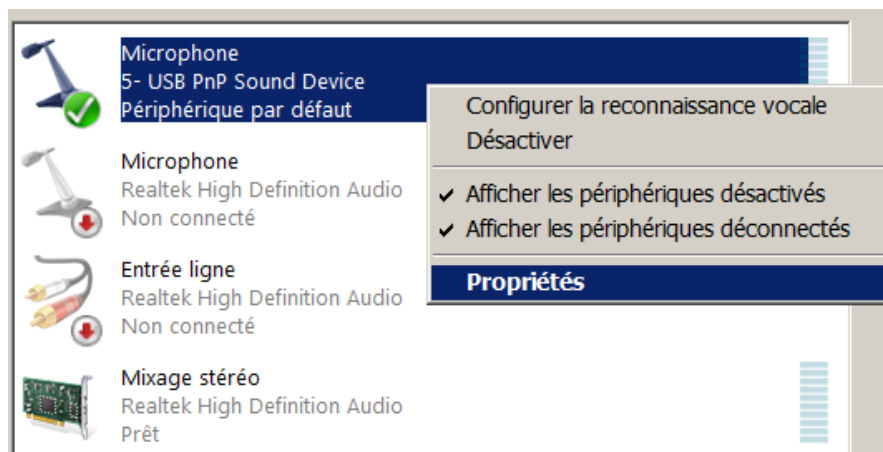 Microphone
5- USB PnP Sound Device
Périphérique par défaut
Configurer la reconnaissance vocale
Désactiver
Afficher les périphériques désactivés
Afficher les périphériques déconnectés
Propriétés
Microphone
Realtek High Definition Audio
Non connecté
Entrée ligne
Realtek High Definition Audio
Non connecté
Mixage stéréo
Realtek High Definition Audio
Prêt